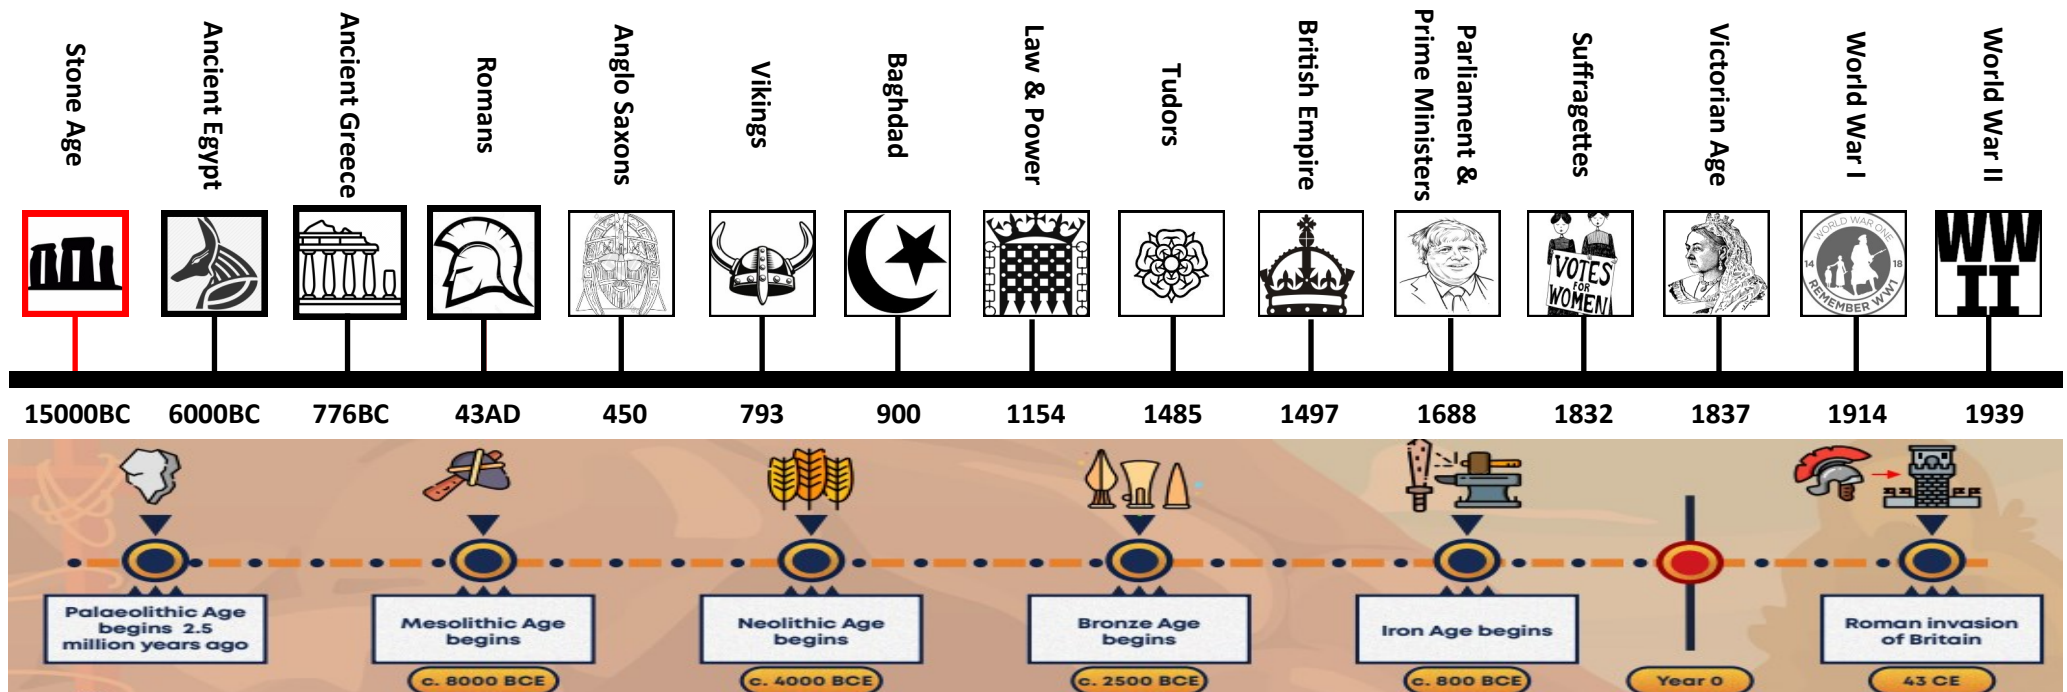 Stone Age
Ancient Egypt
Ancient Greece
Romans
Anglo Saxons
Vikings
Baghdad
Law & Power
Tudors
British Empire
Parliament &
Prime Ministers
Suffragettes
Victorian Age
World War I
World War II
VOTES
FOR
WOMEN
WORLD WAR ONE
14 18
REMEMBER WW1
WW
II
15000BC
6000BC
776BC
43AD
450
793
900
1154
1485
1497
1688
1832
1837
1914
1939
Palaeolithic Age
begins 2.5
million years ago
Mesolithic Age
begins
c. 8000 BCE
Neolithic Age
begins
c. 4000 BCE
Bronze Age
begins
c. 2500 BCE
Iron Age begins
c. 800 BCE
Year 0
Roman invasion
of Britain
43 CE